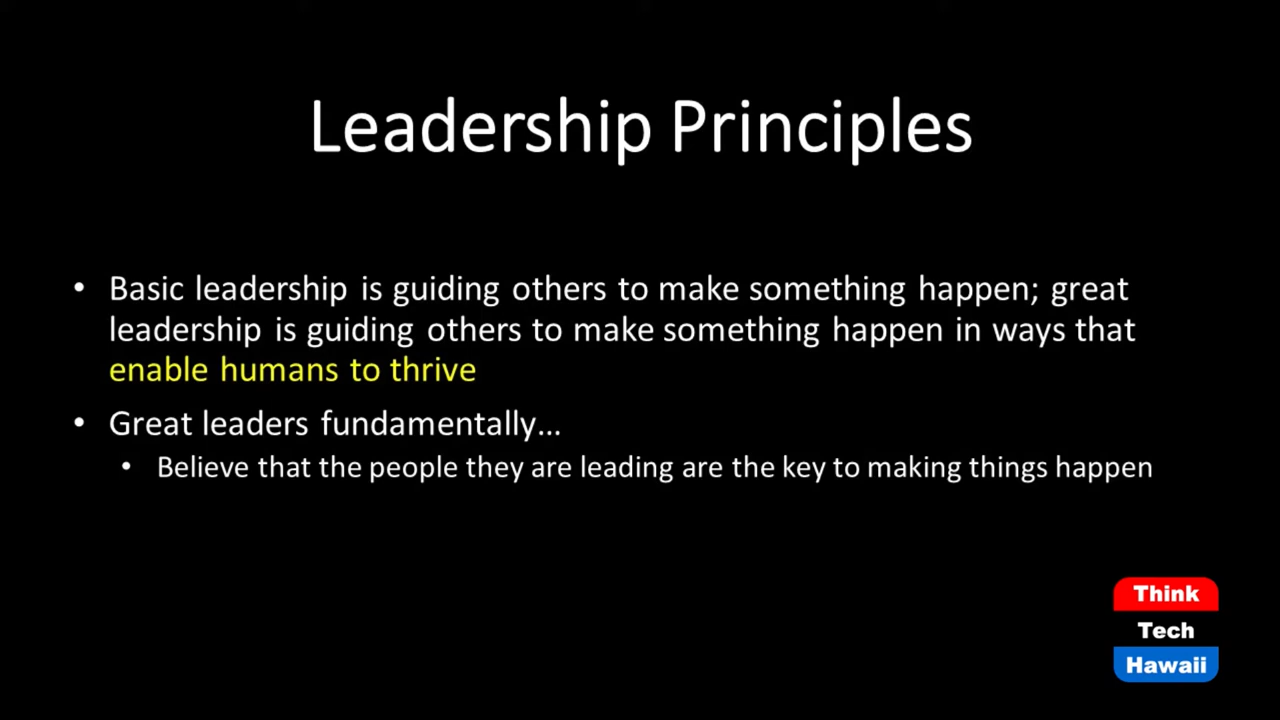 Leadership Principles
• Basic leadership is guiding others to make something happen; great
leadership is guiding others to make something happen in ways that
enable humans to thrive
• Great leaders fundamentally...
• Believe that the people they are leading are the key to making things happen
Think
Tech
Hawaii